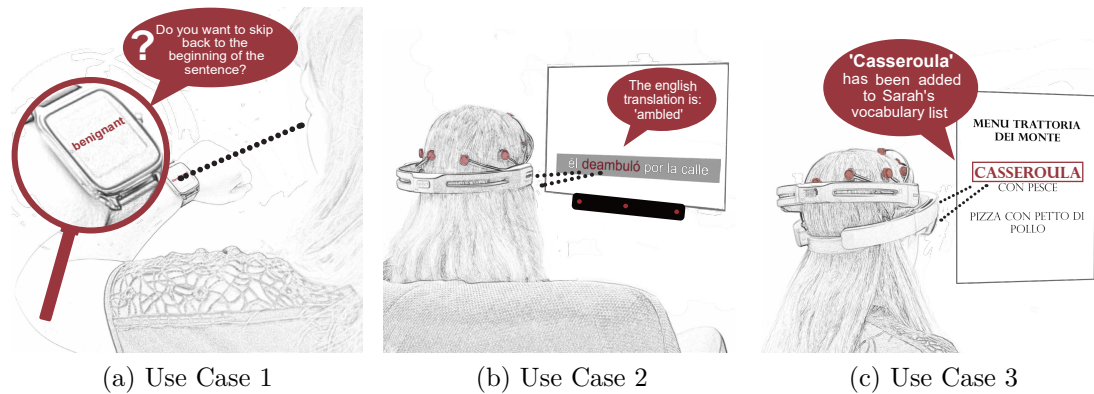 ? Do you want to skip
back to the
beginning of the
sentence?
benignant
(a) Use Case 1
The english
translation is:
'ambled'
él deambuló por la calle
(b) Use Case 2
'Casseroula'
has been added
to Sarah's
vocabulary list
MENU TRATTORIA
DEI MONTE
CASSEROULA
CON PESCE
PIZZA CON PETTO DI
POLLO
(c) Use Case 3